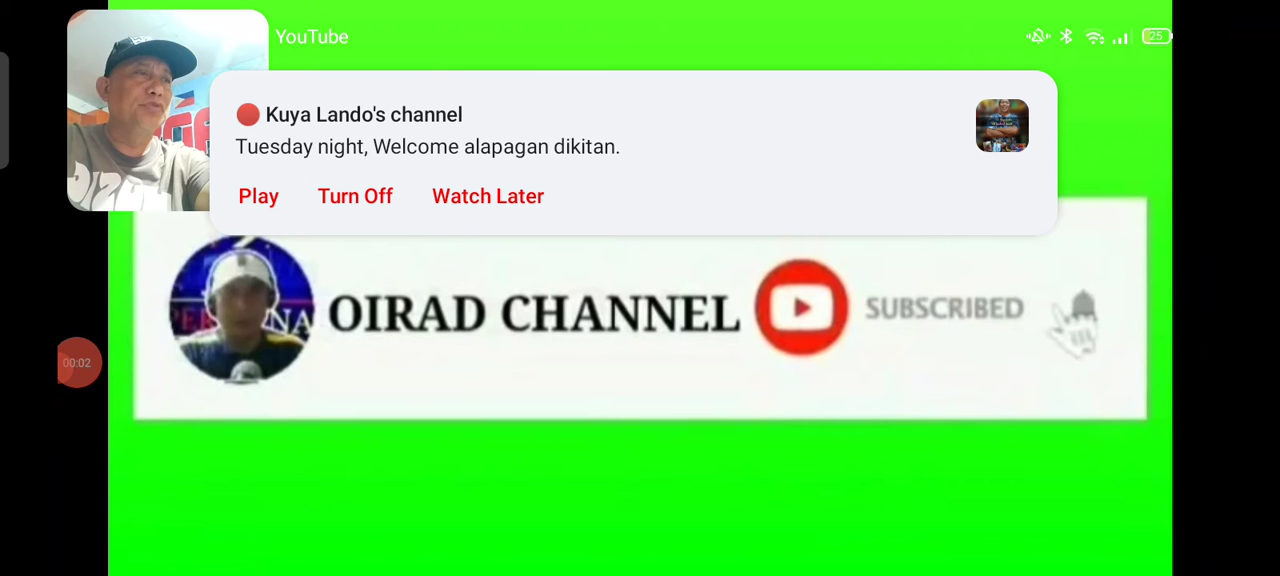 YouTube
25
🔴 Kuya Lando's channel
Tuesday night, Welcome alapagan dikitan.
Play Turn Off Watch Later
OIRAD CHANNEL SUBSCRIBED
00:02